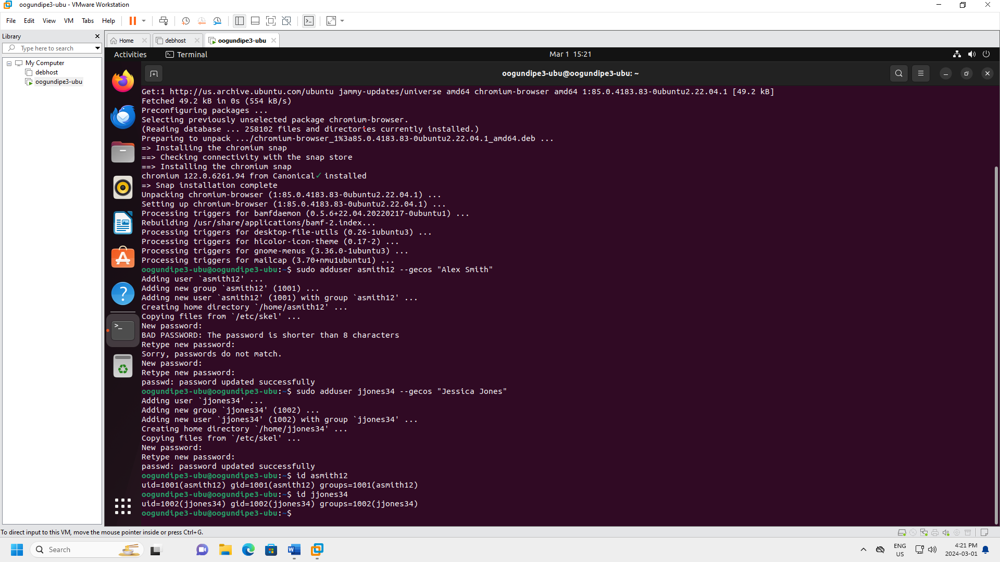 oogundipe3-ubu - VMware Workstation
File Edit View VM Tabs Help
Library
Type here to search
My Computer
debhost
oogundipe3-ubu
Home debhost oogundipe3-ubu
Activities Terminal Mar 1 15:21
oogundipe3-ubu@oogundipe3-ubu: ~
Get:1 http://us.archive.ubuntu.com/ubuntu jammy-updates/universe amd64 chromium-browser amd64 1:85.0.4183.83-0ubuntu2.22.04.1 [49.2 kB]
Fetched 49.2 kB in 0s (554 kB/s)
Preconfiguring packages ...
Selecting previously unselected package chromium-browser.
(Reading database ... 258102 files and directories currently installed.)
Preparing to unpack .../chromium-browser_1%3a85.0.4183.83-0ubuntu2.22.04.1_amd64.deb ...
=> Installing the chromium snap
==> Checking connectivity with the snap store
==> Installing the chromium snap
chromium 122.0.6261.94 from Canonical✓ installed
=> Snap installation complete
Unpacking chromium-browser (1:85.0.4183.83-0ubuntu2.22.04.1) ...
Setting up chromium-browser (1:85.0.4183.83-0ubuntu2.22.04.1) ...
Processing triggers for bamfdaemon (0.5.6+22.04.20220217-0ubuntu1) ...
Rebuilding /usr/share/applications/bamf-2.index...
Processing triggers for desktop-file-utils (0.26-1ubuntu3) ...
Processing triggers for hicolor-icon-theme (0.17-2) ...
Processing triggers for gnome-menus (3.36.0-1ubuntu3) ...
Processing triggers for mailcap (3.70+nmu1ubuntu1) ...
oogundipe3-ubu@oogundipe3-ubu:~$ sudo adduser asmith12 --gecos "Alex Smith"
Adding user `asmith12' ...
Adding new group `asmith12' (1001) ...
Adding new user `asmith12' (1001) with group `asmith12' ...
Creating home directory `/home/asmith12' ...
Copying files from `/etc/skel' ...
New password:
BAD PASSWORD: The password is shorter than 8 characters
Retype new password:
Sorry, passwords do not match.
New password:
Retype new password:
passwd: password updated successfully
oogundipe3-ubu@oogundipe3-ubu:~$ sudo adduser jjones34 --gecos "Jessica Jones"
Adding user `jjones34' ...
Adding new group `jjones34' (1002) ...
Adding new user `jjones34' (1002) with group `jjones34' ...
Creating home directory `/home/jjones34' ...
Copying files from `/etc/skel' ...
New password:
Retype new password:
passwd: password updated successfully
oogundipe3-ubu@oogundipe3-ubu:~$ id asmith12
uid=1001(asmith12) gid=1001(asmith12) groups=1001(asmith12)
oogundipe3-ubu@oogundipe3-ubu:~$ id jjones34
uid=1002(jjones34) gid=1002(jjones34) groups=1002(jjones34)
oogundipe3-ubu@oogundipe3-ubu:~$
To direct input to this VM, move the mouse pointer inside or press Ctrl+G.
Search
ENG
US
4:21 PM
2024-03-01